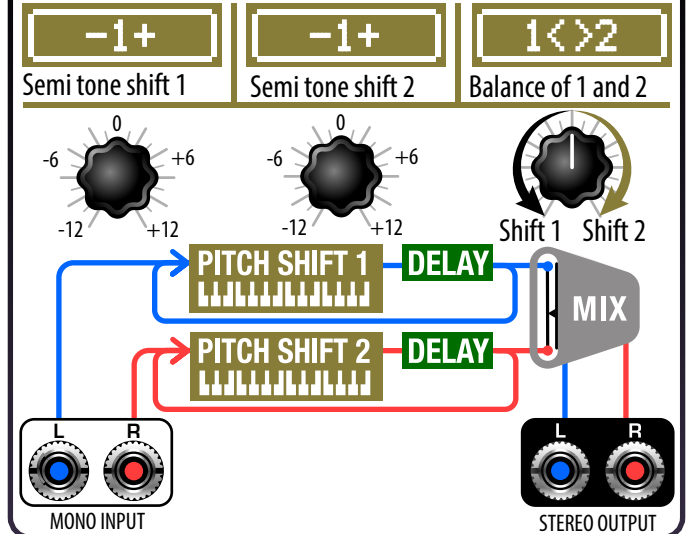 −1+
−1+
1<>2
Semi tone shift 1
Semi tone shift 2
Balance of 1 and 2
0
0
-6
+6
-6
+6
-12
+12
-12
+12
Shift 1
Shift 2
PITCH SHIFT 1
DELAY
MIX
PITCH SHIFT 2
DELAY
L
R
L
R
MONO INPUT
STEREO OUTPUT